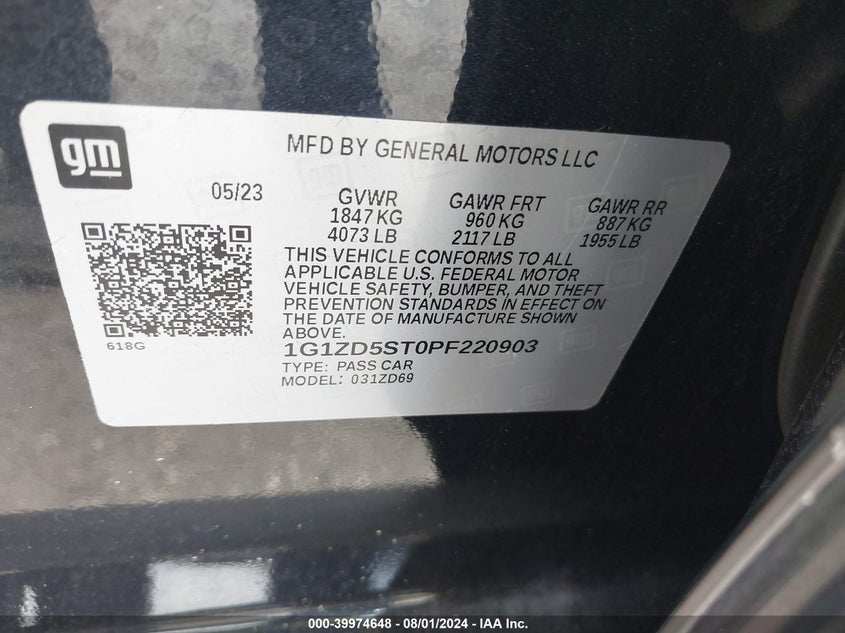 gm
MFD BY GENERAL MOTORS LLC
05/23
GVWR GAWR FRT GAWR RR
1847 KG 960 KG 887 KG
4073 LB 2117 LB 1955 LB
THIS VEHICLE CONFORMS TO ALL
APPLICABLE U.S. FEDERAL MOTOR
VEHICLE SAFETY, BUMPER, AND THEFT
PREVENTION STANDARDS IN EFFECT ON
THE DATE OF MANUFACTURE SHOWN
ABOVE.
618G
1G1ZD5ST0PF220903
TYPE: PASS CAR
MODEL: 031ZD69
000-39974648 - 08/01/2024 - IAA Inc.